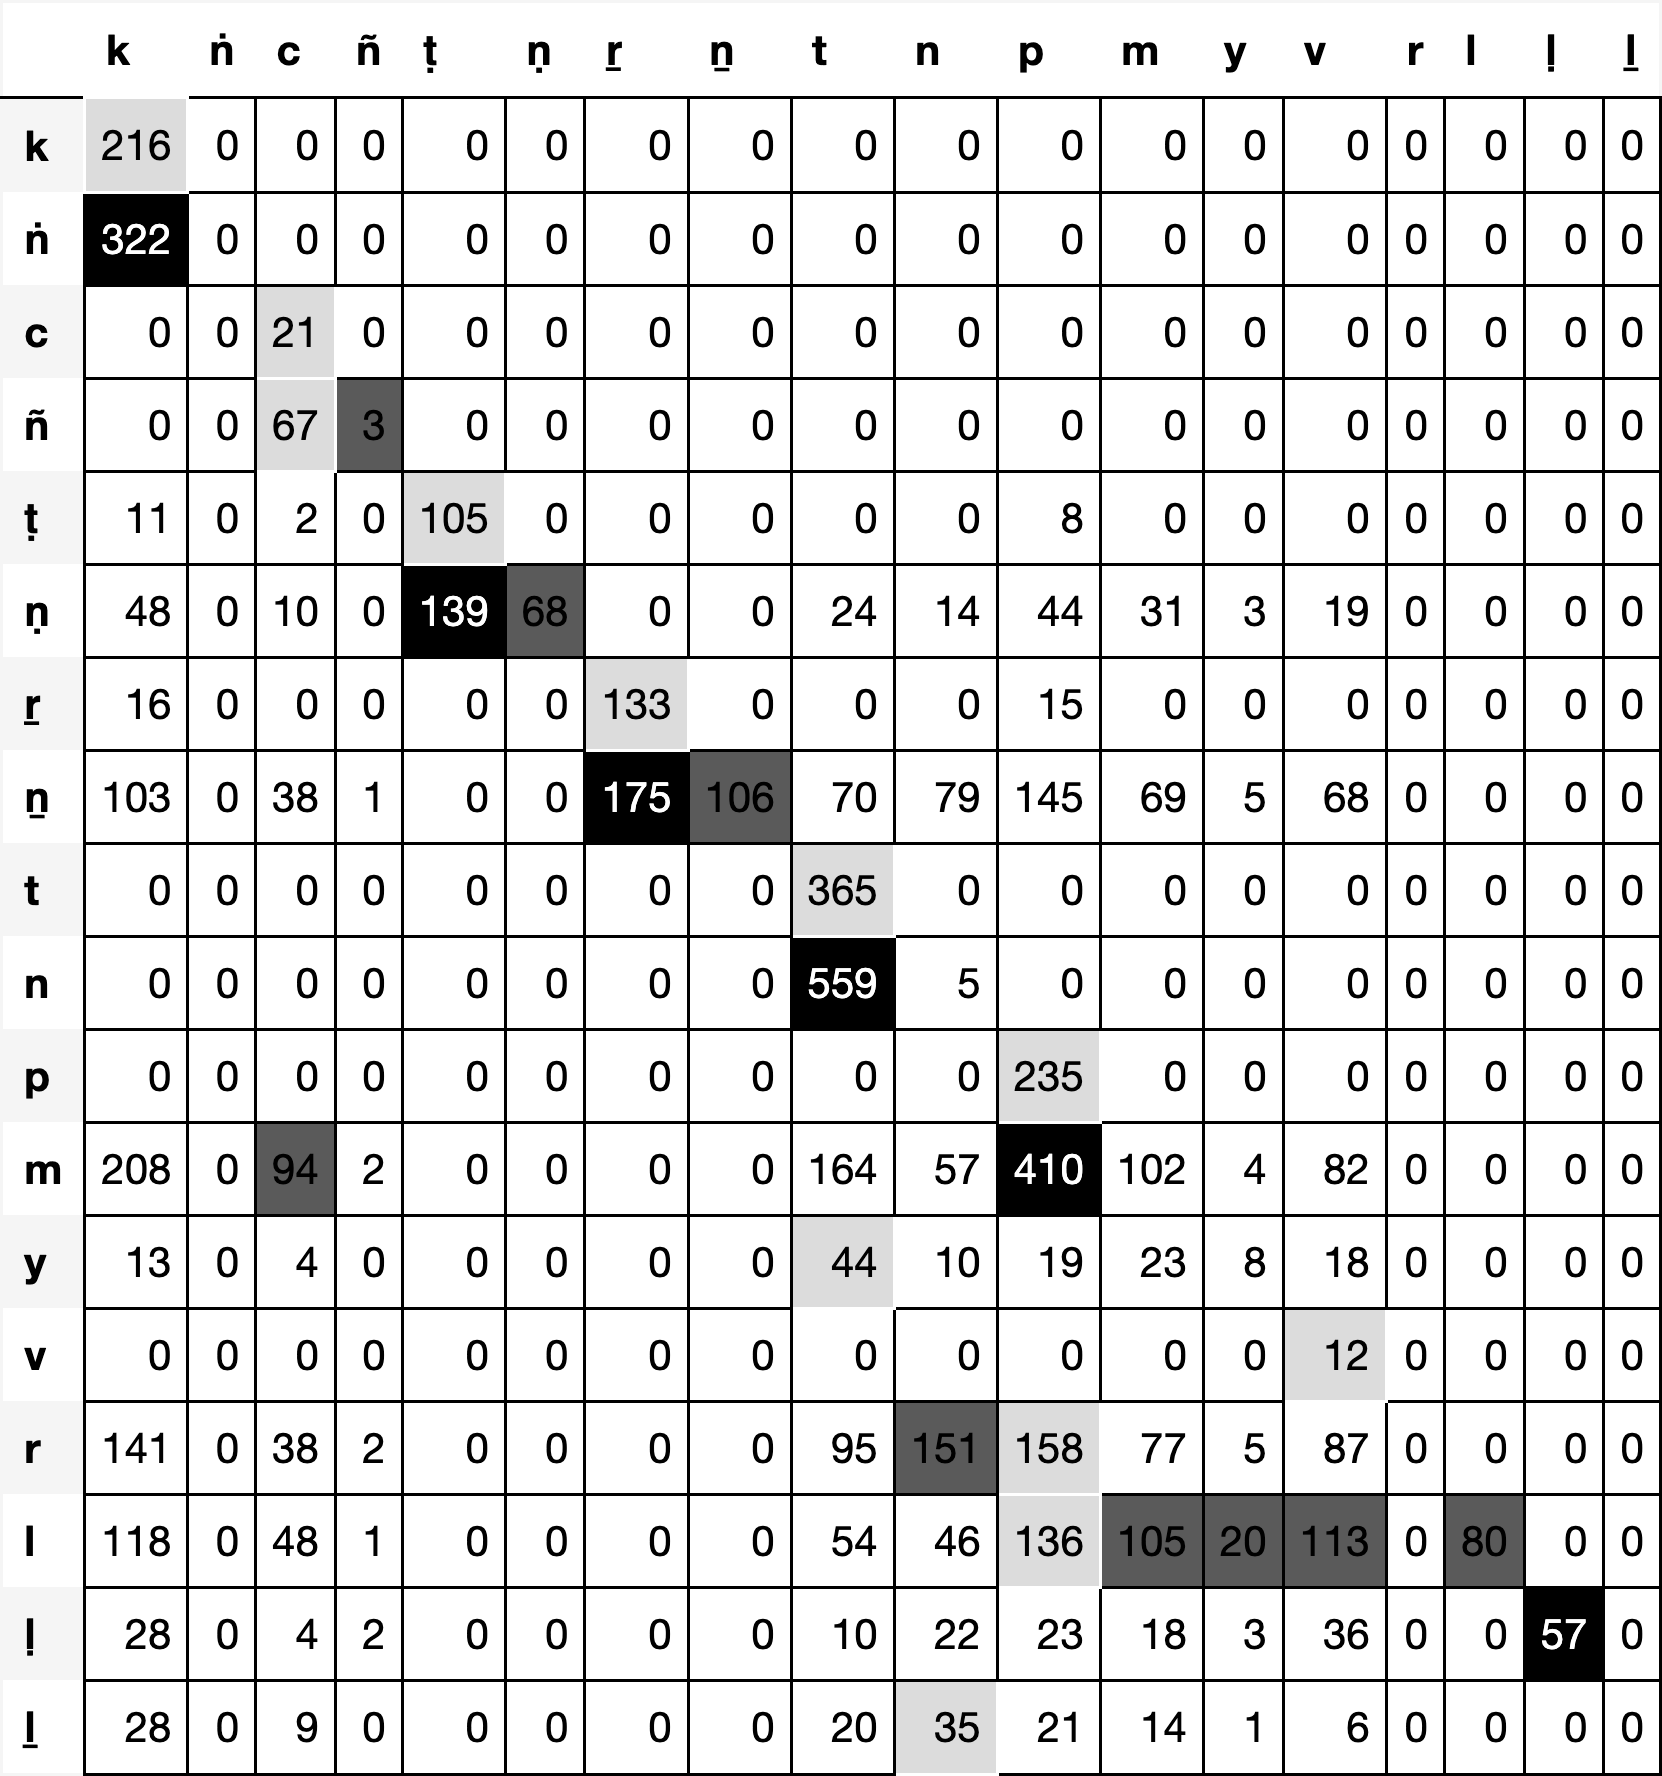 k ṅ c ñ ṭ ṇ ṟ ṉ t n p m y v r l ḷ ḻ
k 216 0 0 0 0 0 0 0 0 0 0 0 0 0 0 0 0 0
ṅ 322 0 0 0 0 0 0 0 0 0 0 0 0 0 0 0 0 0
c 0 0 21 0 0 0 0 0 0 0 0 0 0 0 0 0 0 0
ñ 0 0 67 3 0 0 0 0 0 0 0 0 0 0 0 0 0 0
ṭ 11 0 2 0 105 0 0 0 0 0 8 0 0 0 0 0 0 0
ṇ 48 0 10 0 139 68 0 0 24 14 44 31 3 19 0 0 0 0
ṟ 16 0 0 0 0 0 133 0 0 0 15 0 0 0 0 0 0 0
ṉ 103 0 38 1 0 0 175 106 70 79 145 69 5 68 0 0 0 0
t 0 0 0 0 0 0 0 0 365 0 0 0 0 0 0 0 0 0
n 0 0 0 0 0 0 0 0 559 5 0 0 0 0 0 0 0 0
p 0 0 0 0 0 0 0 0 0 0 235 0 0 0 0 0 0 0
m 208 0 94 2 0 0 0 0 164 57 410 102 4 82 0 0 0 0
y 13 0 4 0 0 0 0 0 44 10 19 23 8 18 0 0 0 0
v 0 0 0 0 0 0 0 0 0 0 0 0 0 12 0 0 0 0
r 141 0 38 2 0 0 0 0 95 151 158 77 5 87 0 0 0 0
l 118 0 48 1 0 0 0 0 54 46 136 105 20 113 0 80 0 0
ḷ 28 0 4 2 0 0 0 0 10 22 23 18 3 36 0 0 57 0
ḻ 28 0 9 0 0 0 0 0 20 35 21 14 1 6 0 0 0 0